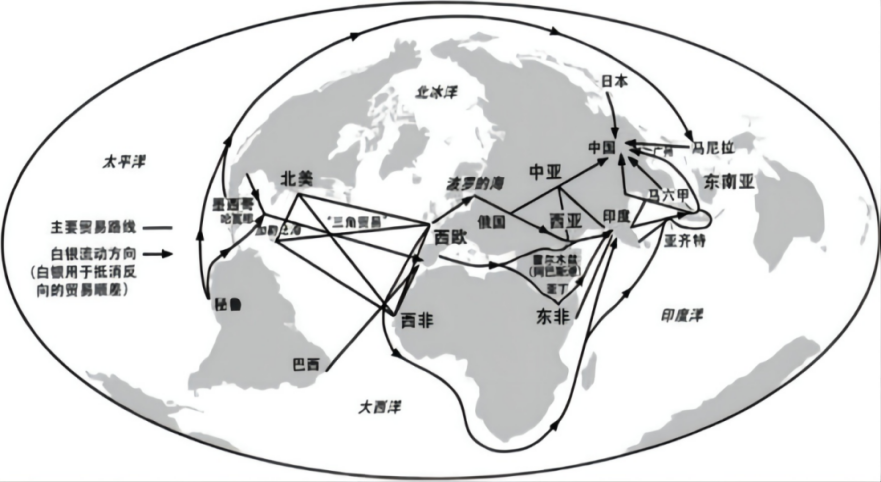 北冰洋
日本
太平洋
中国
广州
马尼拉
中亚
北美
波罗的海
马六甲
东南亚
墨西哥
哈瓦那
"三角贸易"
俄国
西亚
印度
主要贸易路线
加勒比海
西欧
亚齐特
白银流动方向
(白银用于抵消反
向的贸易顺差)
霍尔木兹
(阿巴斯港)
亚丁
秘鲁
西非
东非
印度洋
巴西
大西洋